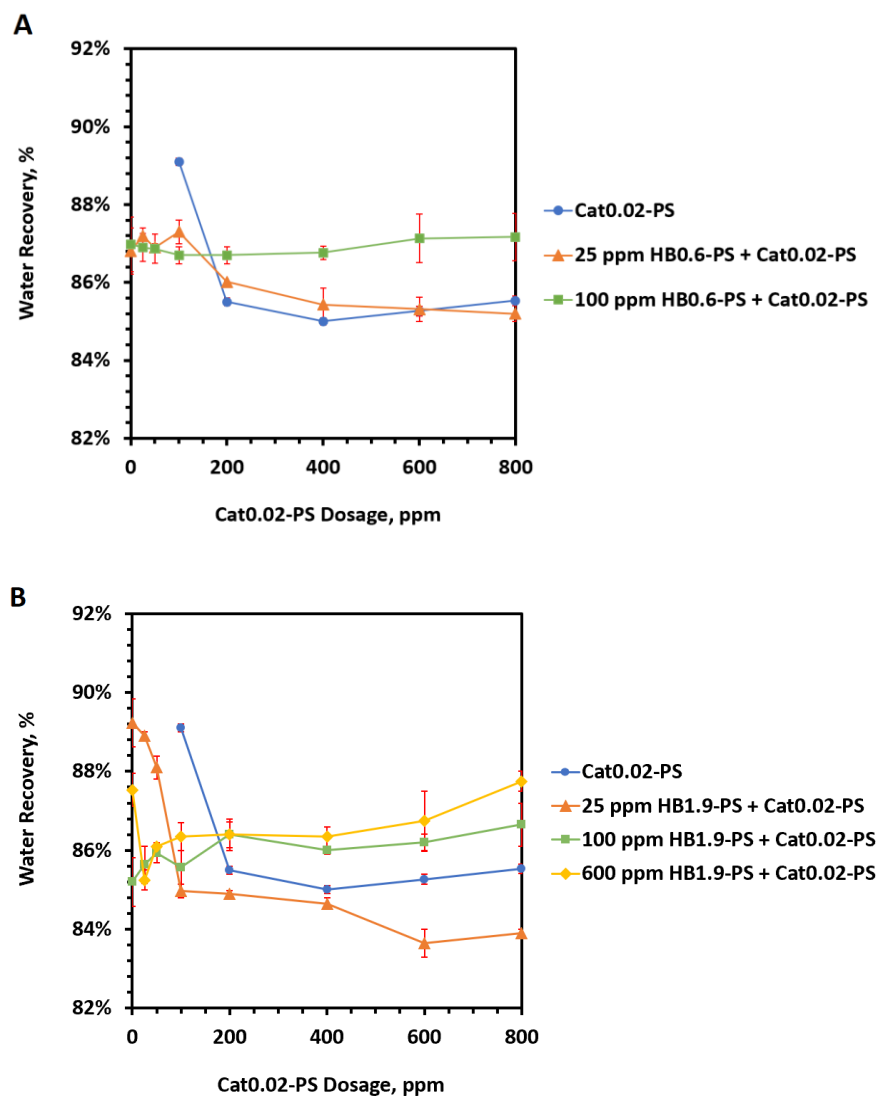 A
92%
90%
88%
86%
84%
82%
Water Recovery, %
0 200 400 600 800
Cat0.02-PS Dosage, ppm
Cat0.02-PS
25 ppm HB0.6-PS + Cat0.02-PS
100 ppm HB0.6-PS + Cat0.02-PS
B
92%
90%
88%
86%
84%
82%
Water Recovery, %
0 200 400 600 800
Cat0.02-PS Dosage, ppm
Cat0.02-PS
25 ppm HB1.9-PS + Cat0.02-PS
100 ppm HB1.9-PS + Cat0.02-PS
600 ppm HB1.9-PS + Cat0.02-PS